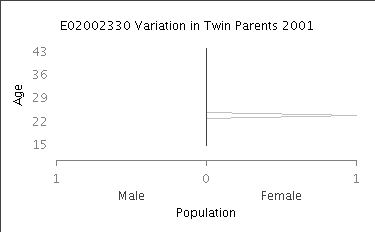 E02002330 Variation in Twin Parents 2001
43
36
Age
29
22
15
1 0 1
Male Female
Population